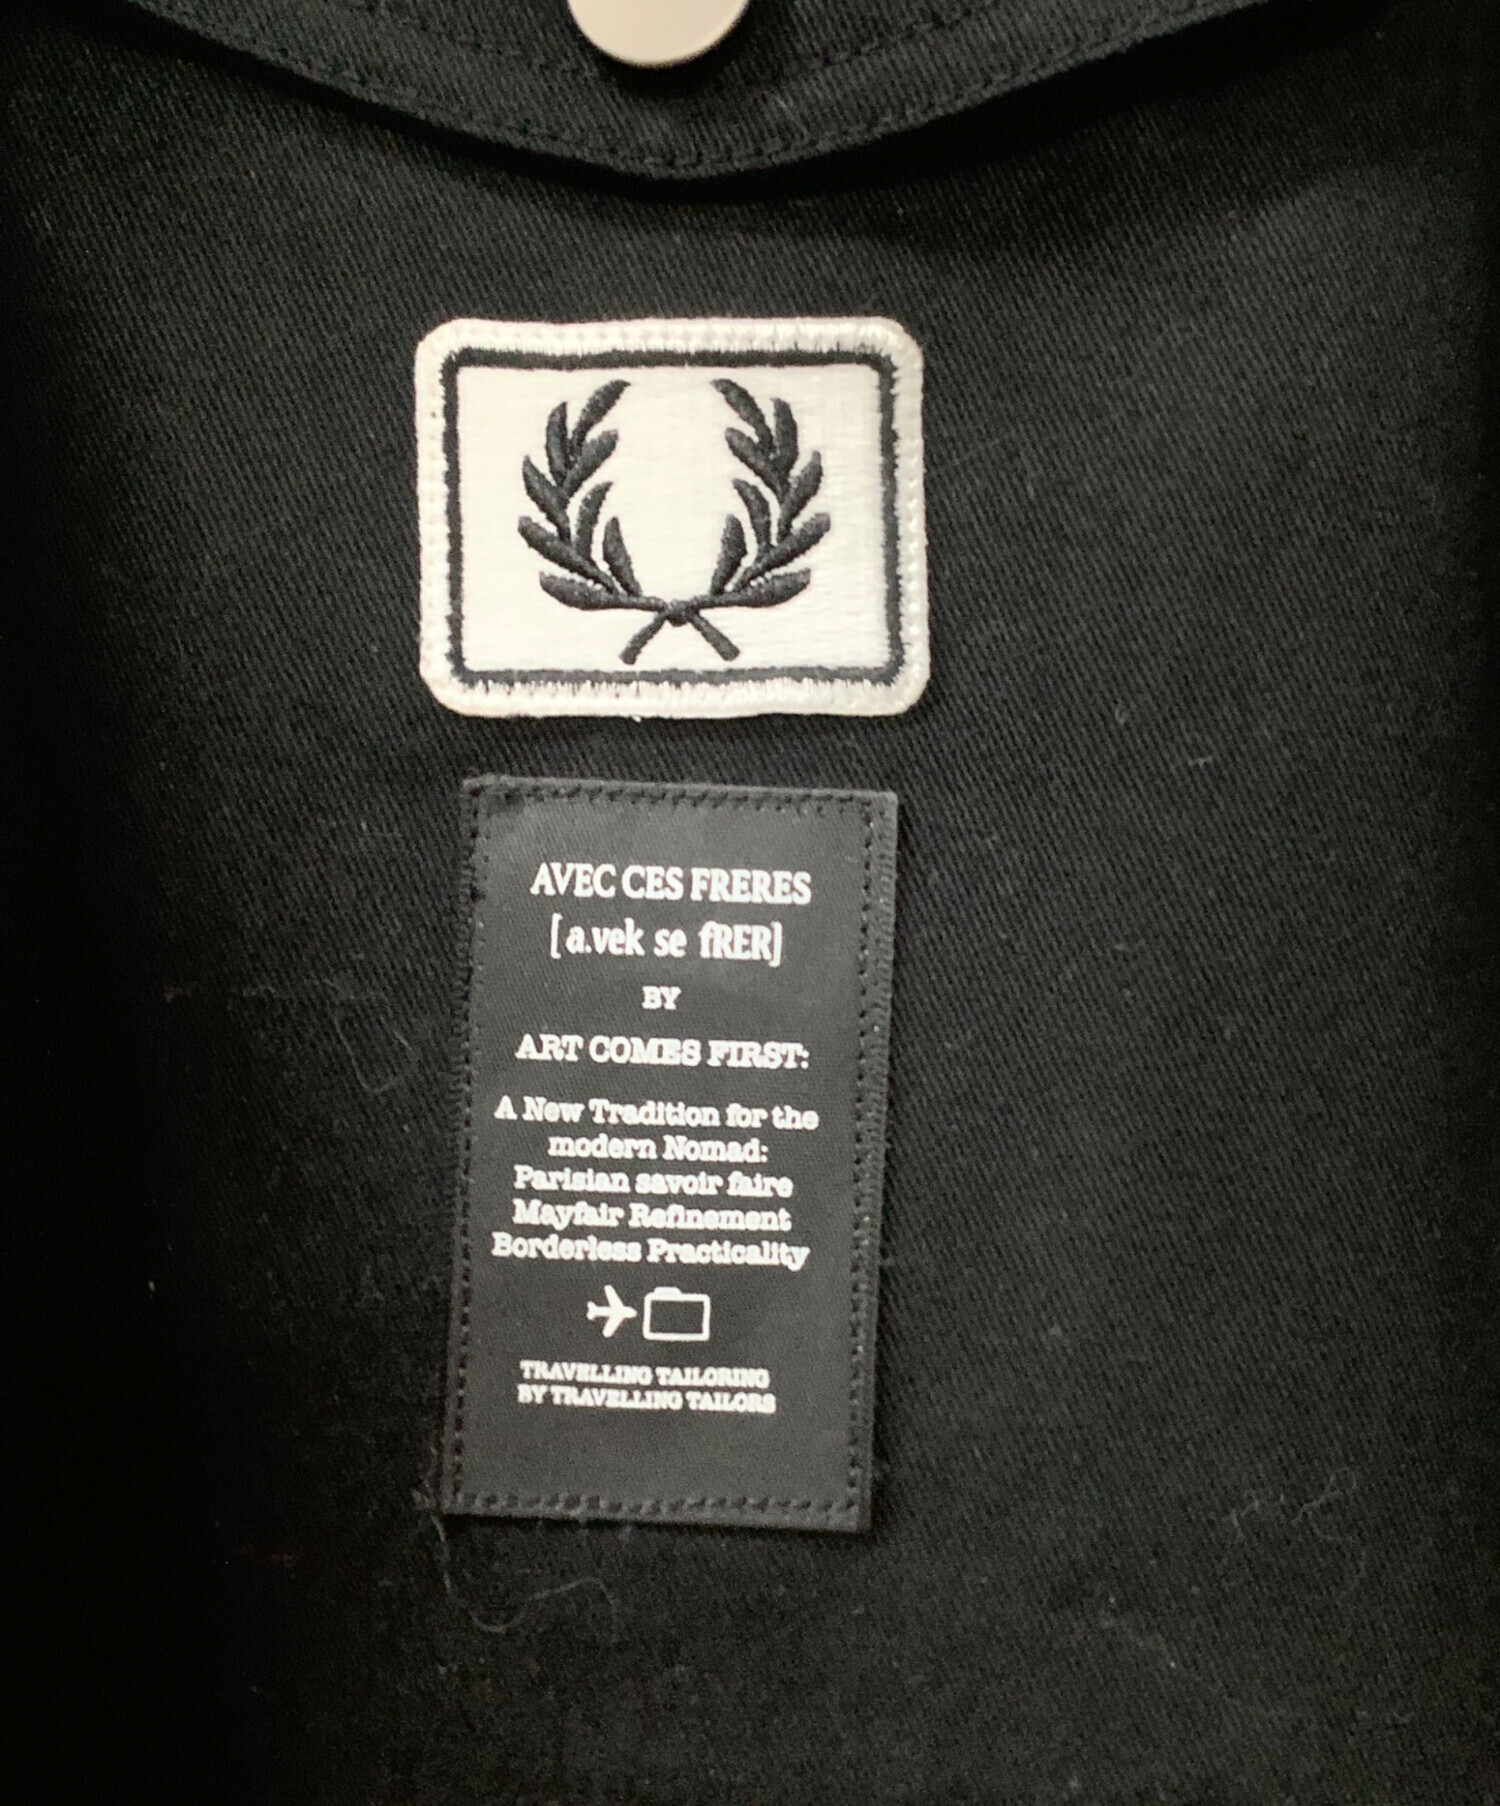 AVEC CES FRERES
[a.vek se fRER]
BY
ART COMES FIRST:
A New Tradition for the
modern Nomad:
Parisian savoir faire
Mayfair Refinement
Borderless Practicality
TRAVELLING TAILORING
BY TRAVELLING TAILORS